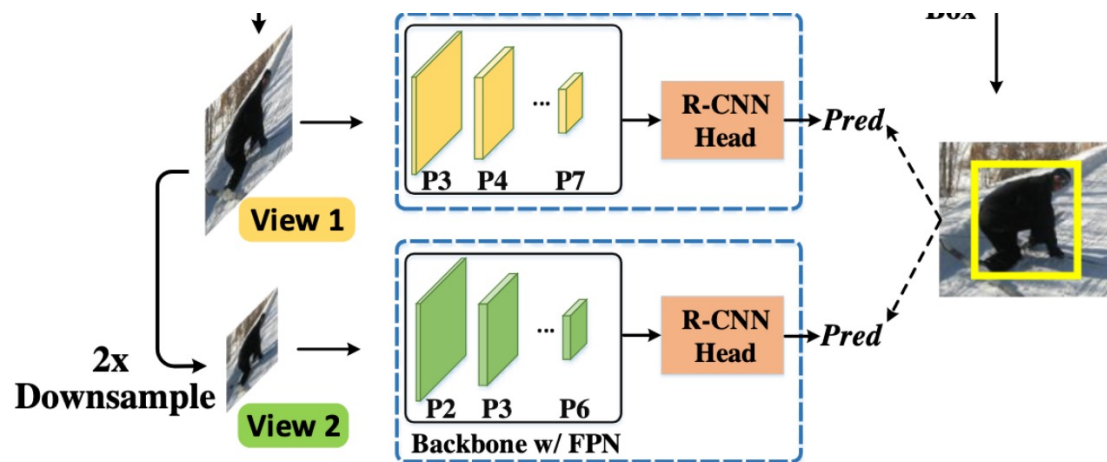 Box
P3 P4 ... P7
R-CNN
Head
Pred
View 1
P2 P3 ... P6
R-CNN
Head
Pred
2x
Downsample
View 2
Backbone w/ FPN